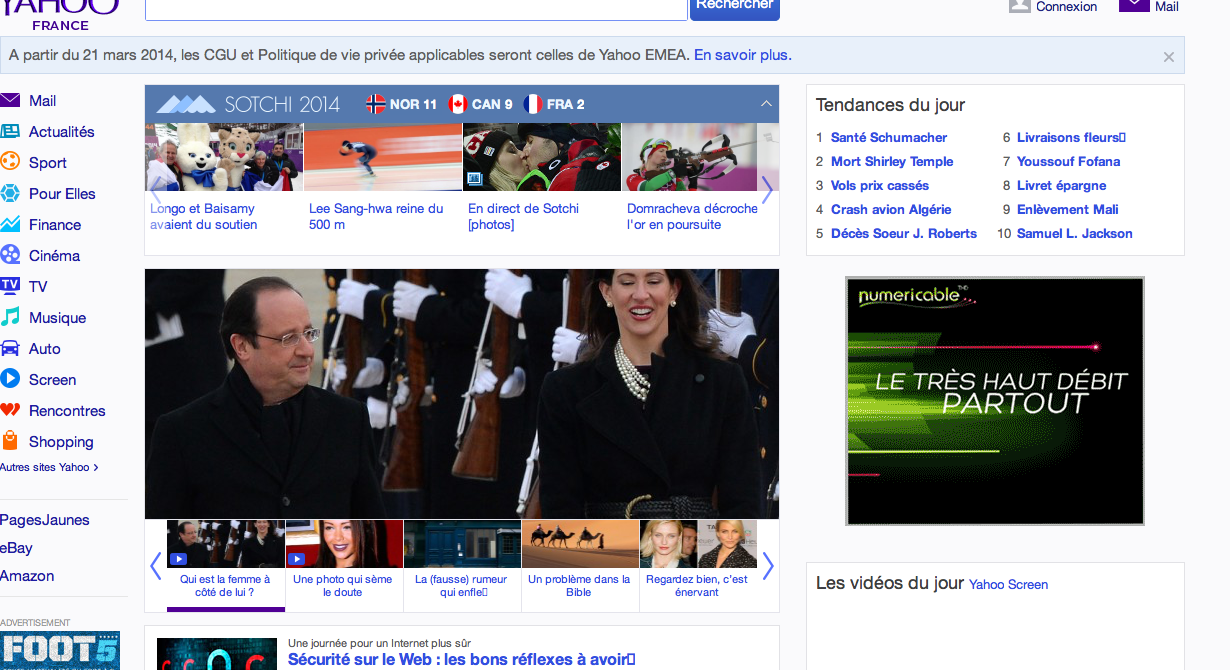 YAHOO
FRANCE
Rechercher
Connexion
Mail
A partir du 21 mars 2014, les CGU et Politique de vie privée applicables seront celles de Yahoo EMEA. En savoir plus.
Mail
Actualités
Sport
Pour Elles
Finance
Cinéma
TV
TV
Musique
Auto
Screen
Rencontres
Shopping
Autres sites Yahoo
PagesJaunes
eBay
Amazon
ADVERTISEMENT
FOOT5
SOTCHI 2014
NOR 11
CAN 9
FRA 2
Longo et Baisamy
avaient du soutien
Lee Sang-hwa reine du
500 m
En direct de Sotchi
[photos]
Domracheva décroche
l'or en poursuite
Qui est la femme à
côté de lui ?
Une photo qui sème
le doute
La (fausse) rumeur
qui enfle
Un problème dans la
Bible
Regardez bien, c'est
énervant
Une journée pour un Internet plus sûr
Sécurité sur le Web : les bons réflexes à avoir
Tendances du jour
1 Santé Schumacher
2 Mort Shirley Temple
3 Vols prix cassés
4 Crash avion Algérie
5 Décès Soeur J. Roberts
6 Livraisons fleurs
7 Youssouf Fofana
8 Livret épargne
9 Enlèvement Mali
10 Samuel L. Jackson
numericable
LE TRÈS HAUT DÉBIT
PARTOUT
Les vidéos du jour Yahoo Screen